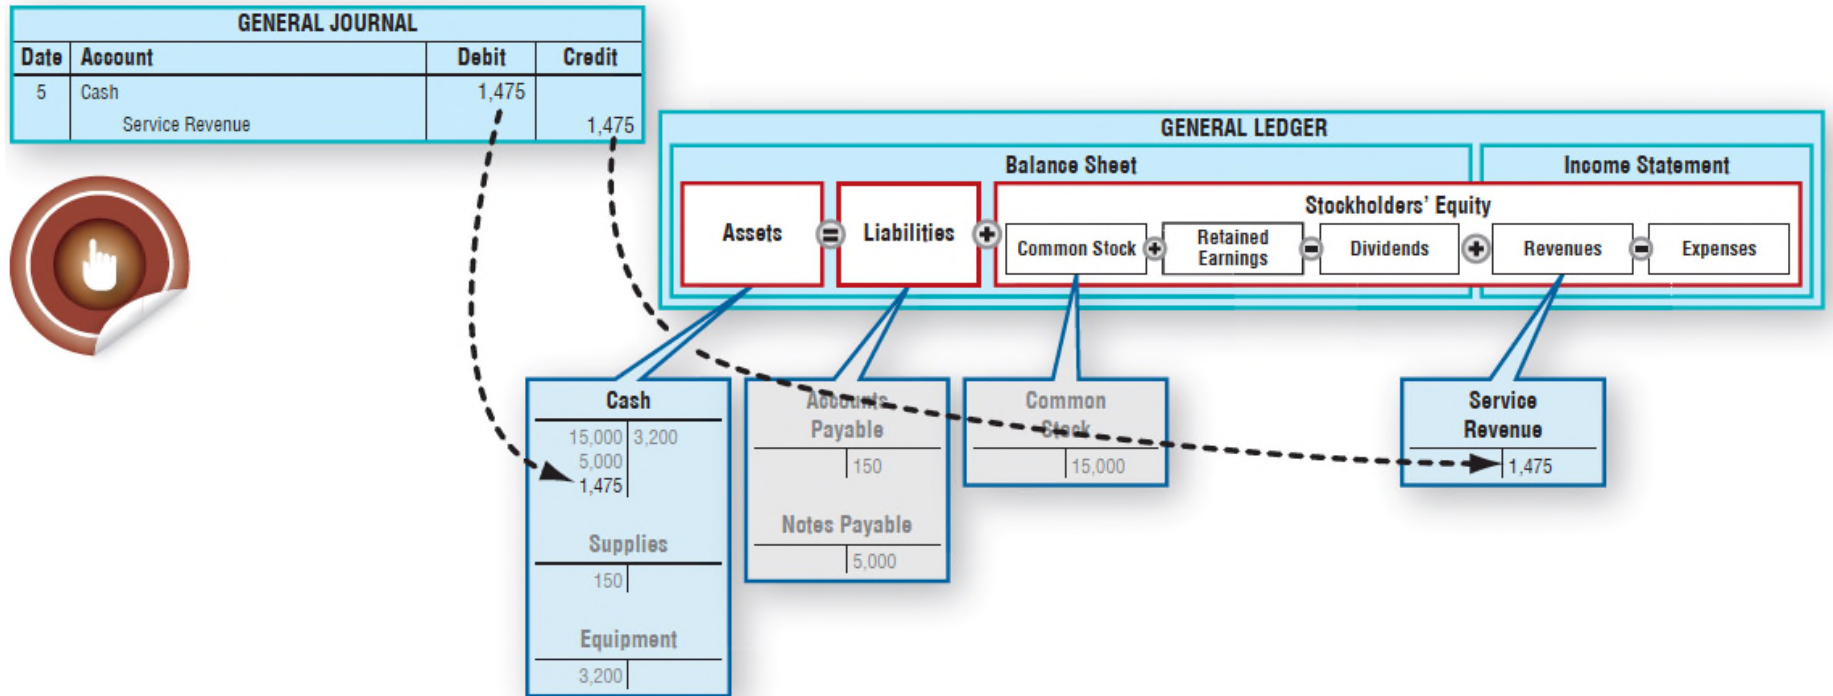 GENERAL JOURNAL
Date Account Debit Credit
5 Cash 1,475
Service Revenue 1,475
GENERAL LEDGER
Balance Sheet Income Statement
Stockholders' Equity
Assets = Liabilities + Common Stock + Retained Earnings − Dividends + Revenues − Expenses
Cash
15,000 3,200
5,000
1,475
Supplies
150
Equipment
3,200
Accounts
Payable
150
Notes Payable
5,000
Common
Stock
15,000
Service
Revenue
1,475